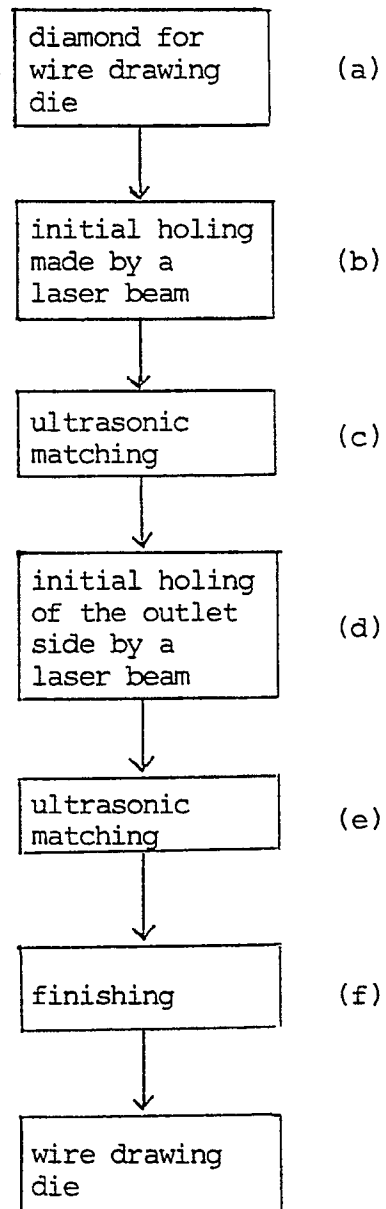 diamond for
wire drawing
die
(a)
initial holing
made by a
laser beam
(b)
ultrasonic
matching
(c)
initial holing
of the outlet
side by a
laser beam
(d)
ultrasonic
matching
(e)
finishing
(f)
wire drawing
die